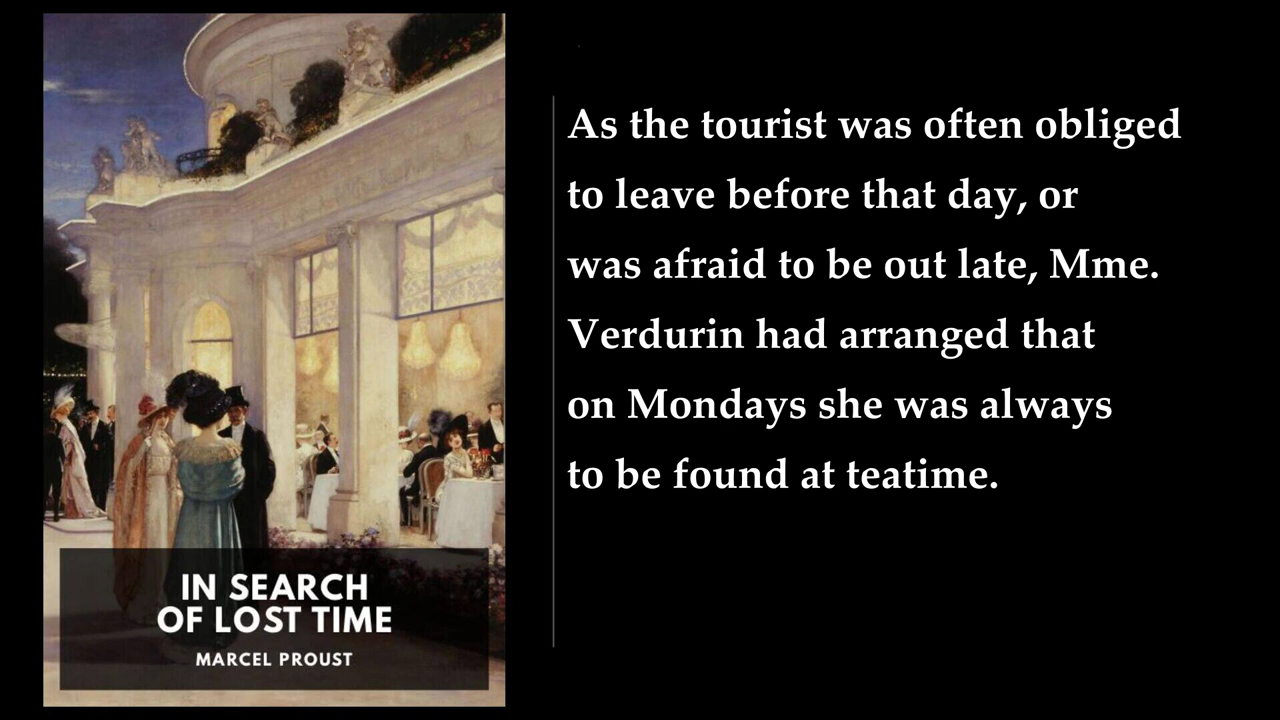 As the tourist was often obliged
to leave before that day, or
was afraid to be out late, Mme.
Verdurin had arranged that
on Mondays she was always
to be found at teatime.
IN SEARCH
OF LOST TIME
MARCEL PROUST